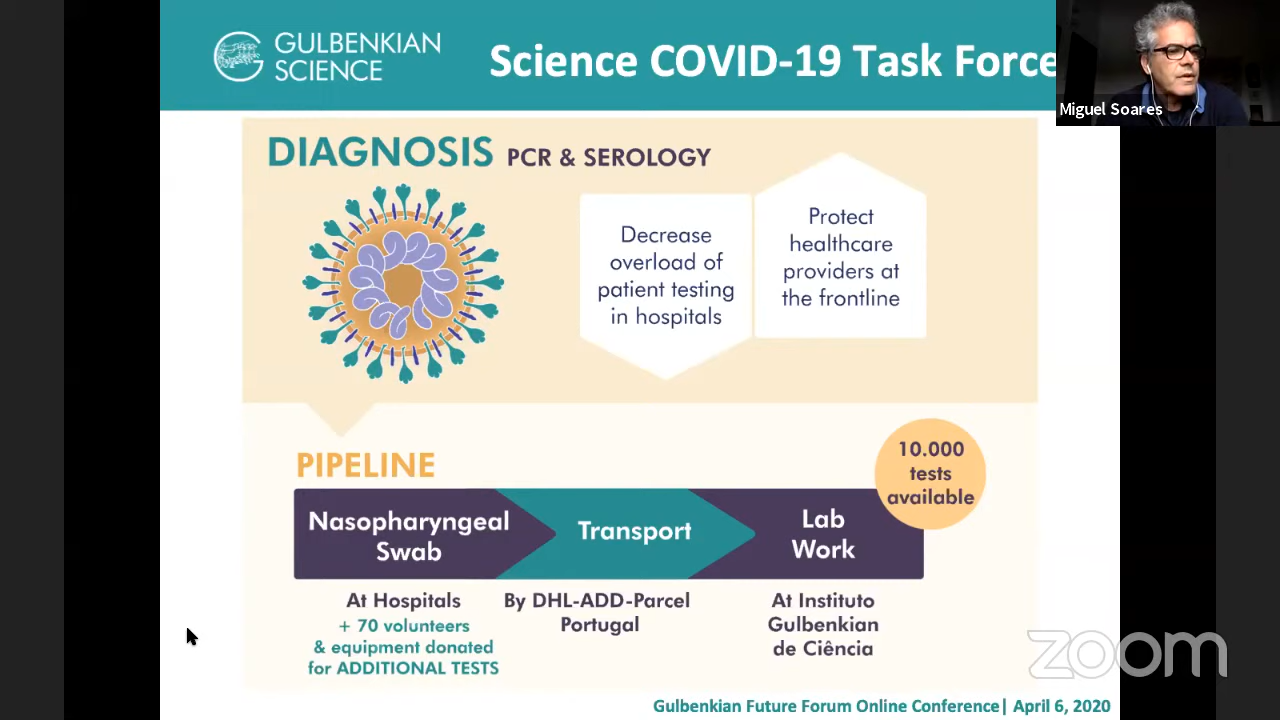 GULBENKIAN
SCIENCE
Science COVID-19 Task Force
Miguel Soares
DIAGNOSIS PCR & SEROLOGY
Decrease
overload of
patient testing
in hospitals
Protect
healthcare
providers at
the frontline
PIPELINE
10.000
tests
available
Nasopharyngeal
Swab
Transport
Lab
Work
At Hospitals
+ 70 volunteers
& equipment donated
for ADDITIONAL TESTS
By DHL-ADD-Parcel
Portugal
At Instituto
Gulbenkian
de Ciência
zoom
Gulbenkian Future Forum Online Conference| April 6, 2020